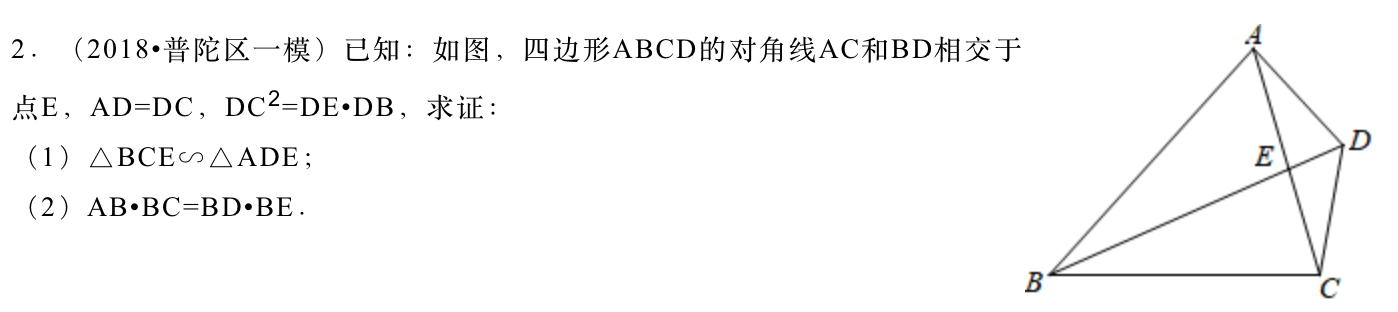 2．（2018•普陀区一模）已知：如图，四边形ABCD的对角线AC和BD相交于
点E，AD=DC，DC²=DE•DB，求证：
（1）△BCE∽△ADE；
（2）AB•BC=BD•BE．
A
D
E
B
C